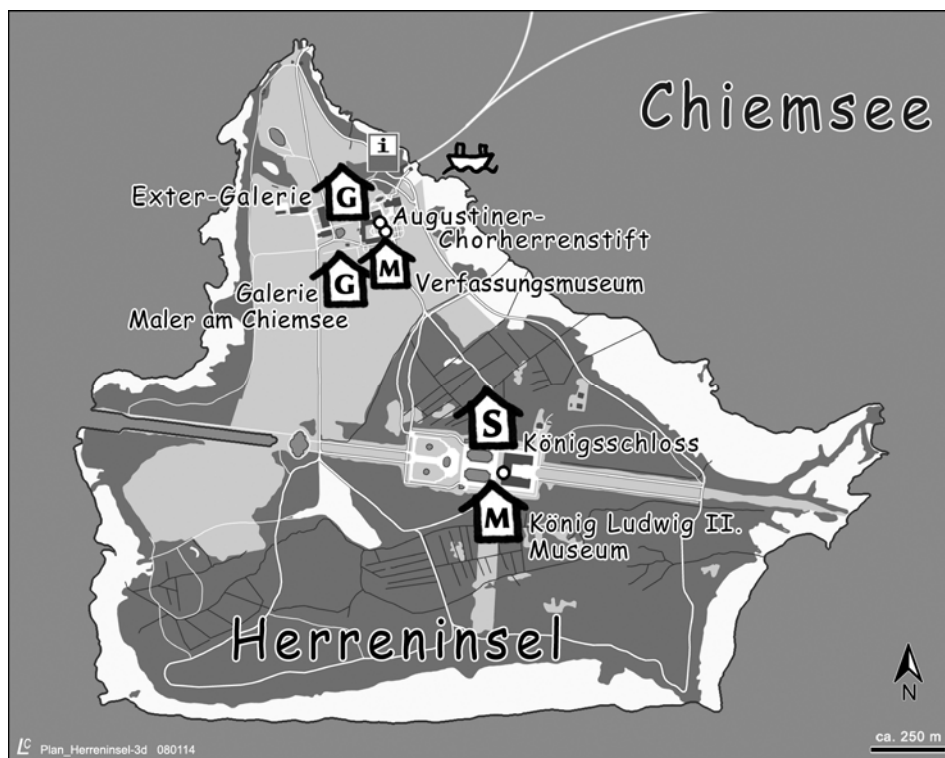 Chiemsee
i
Exter-Galerie
G
Augustiner-
Chorherrenstift
M
Verfassungsmuseum
G
Galerie
Maler am Chiemsee
S
Königsschloss
M
König Ludwig II.
Museum
Herreninsel
N
ca. 250 m
LC Plan_Herreninsel-3d 080114